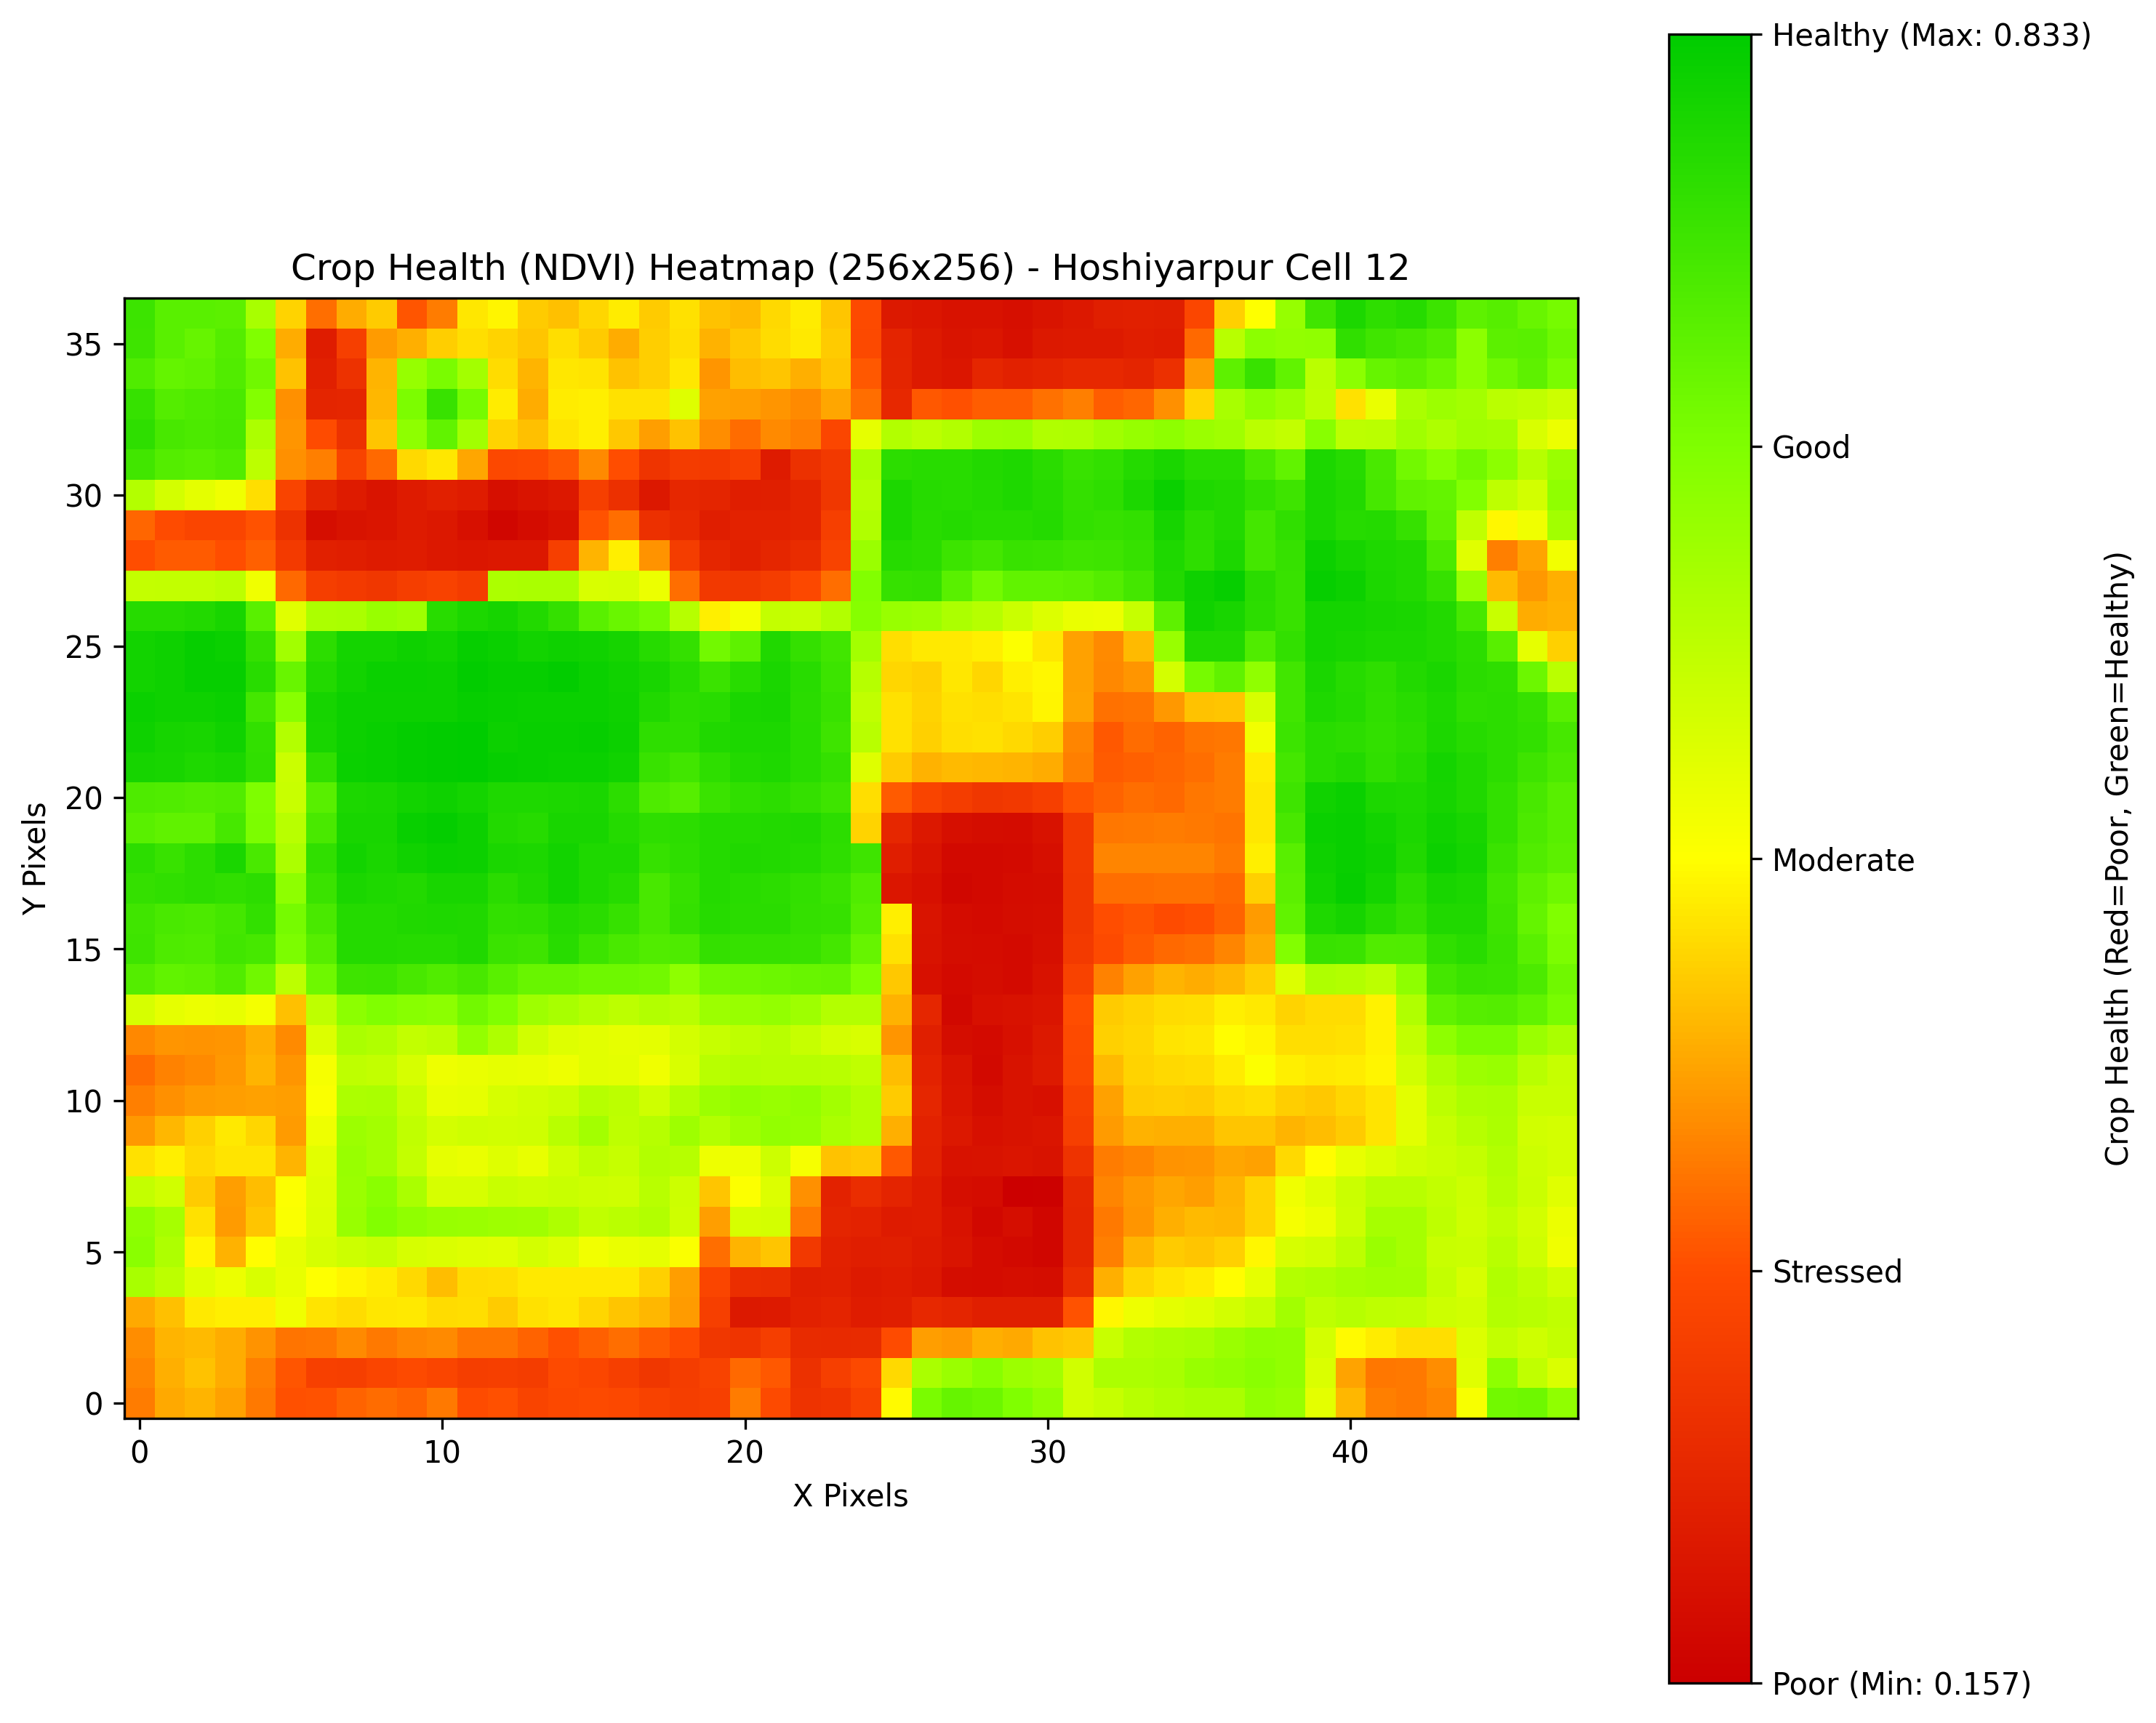 Crop Health (NDVI) Heatmap (256x256) - Hoshiyarpur Cell 12
Y Pixels
35
30
25
20
15
10
5
0
0 10 20 30 40
X Pixels
Healthy (Max: 0.833)
Good
Moderate
Stressed
Poor (Min: 0.157)
Crop Health (Red=Poor, Green=Healthy)